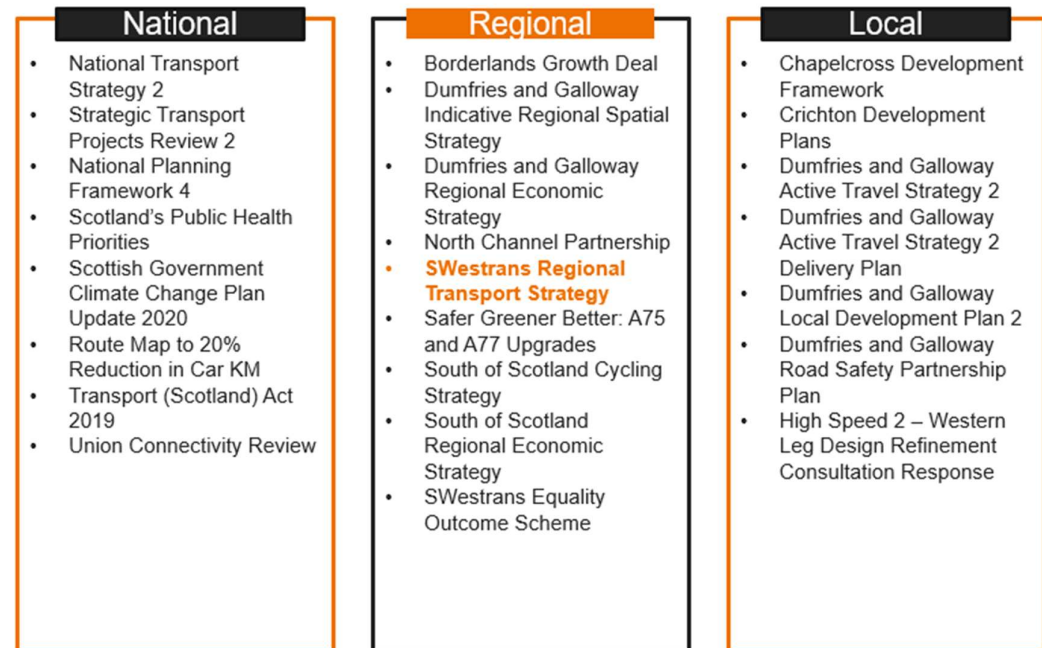 National
• National Transport
Strategy 2
• Strategic Transport
Projects Review 2
• National Planning
Framework 4
• Scotland's Public Health
Priorities
• Scottish Government
Climate Change Plan
Update 2020
• Route Map to 20%
Reduction in Car KM
• Transport (Scotland) Act
2019
• Union Connectivity Review
Regional
• Borderlands Growth Deal
• Dumfries and Galloway
Indicative Regional Spatial
Strategy
• Dumfries and Galloway
Regional Economic
Strategy
• North Channel Partnership
• SWestrans Regional
Transport Strategy
• Safer Greener Better: A75
and A77 Upgrades
• South of Scotland Cycling
Strategy
• South of Scotland
Regional Economic
Strategy
• SWestrans Equality
Outcome Scheme
Local
• Chapelcross Development
Framework
• Crichton Development
Plans
• Dumfries and Galloway
Active Travel Strategy 2
• Dumfries and Galloway
Active Travel Strategy 2
Delivery Plan
• Dumfries and Galloway
Local Development Plan 2
• Dumfries and Galloway
Road Safety Partnership
Plan
• High Speed 2 – Western
Leg Design Refinement
Consultation Response